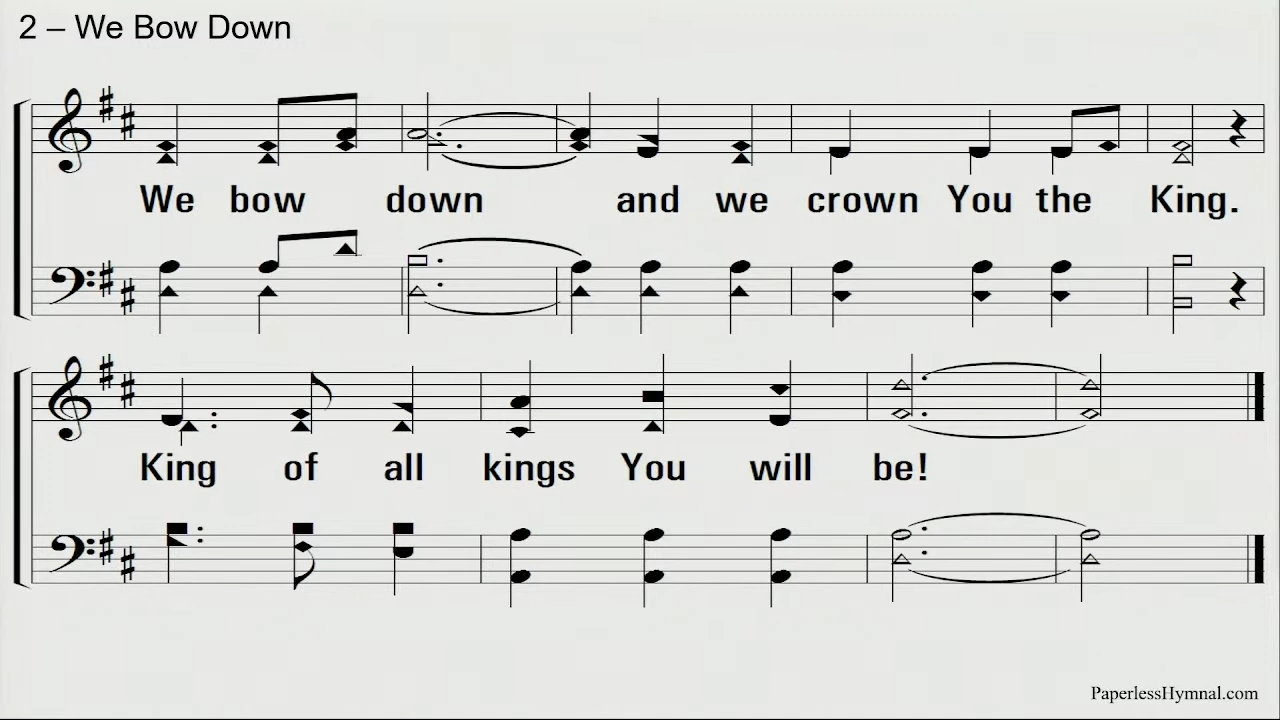 2 – We Bow Down
We bow down and we crown You the King.
King of all kings You will be!
PaperlessHymnal.com